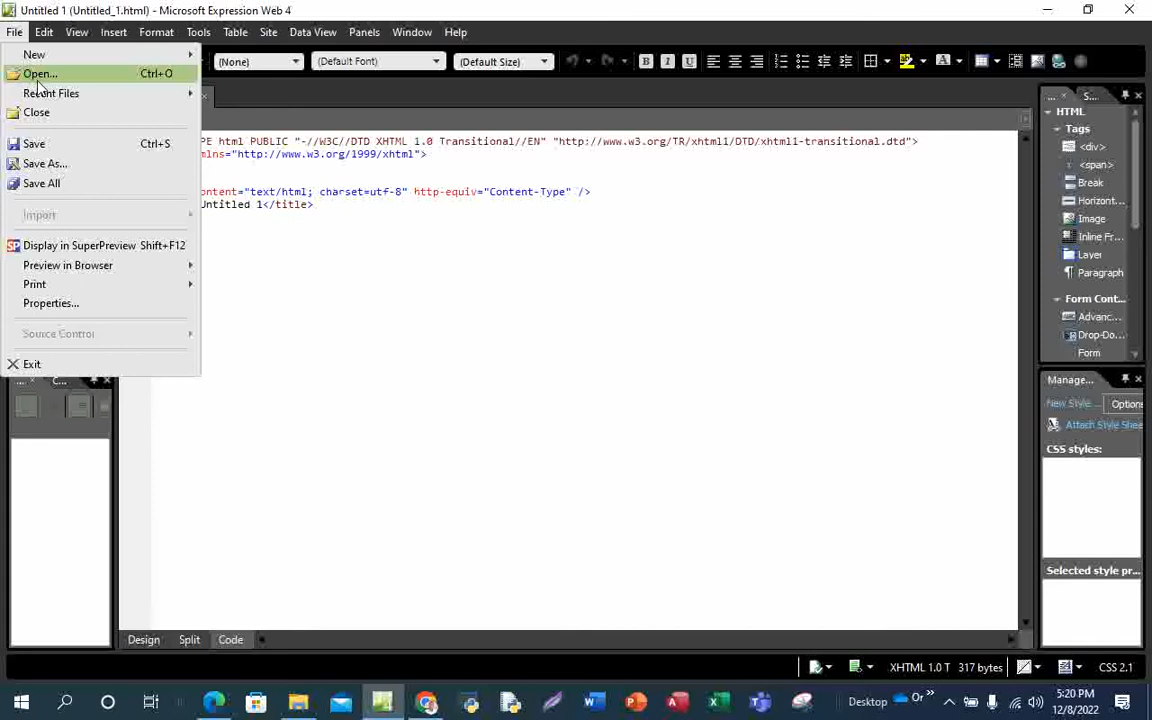 Untitled 1 (Untitled_1.html) - Microsoft Expression Web 4
File Edit View Insert Format Tools Table Site Data View Panels Window Help
New
Open... Ctrl+O
Recent Files
Close
Save Ctrl+S
Save As...
Save All
Import
Display in SuperPreview Shift+F12
Preview in Browser
Print
Properties...
Source Control
Exit
(None) (Default Font) (Default Size) B I U A
PE html PUBLIC "-//W3C//DTD XHTML 1.0 Transitional//EN" "http://www.w3.org/TR/xhtml1/DTD/xhtml1-transitional.dtd">
mlns="http://www.w3.org/1999/xhtml">
ontent="text/html; charset=utf-8" http-equiv="Content-Type" />
Untitled 1</title>
... S...
HTML
Tags
<div>
<span>
Break
Horizont...
Image
Inline Fr...
Layer
Paragraph
Form Cont...
Advanc...
Drop-Do...
Form
... C...
Manage...
New Style... Options
Attach Style Shee
CSS styles:
Selected style pr...
Design Split Code
XHTML 1.0 T 317 bytes CSS 2.1
Desktop Or »
5:20 PM
12/8/2022